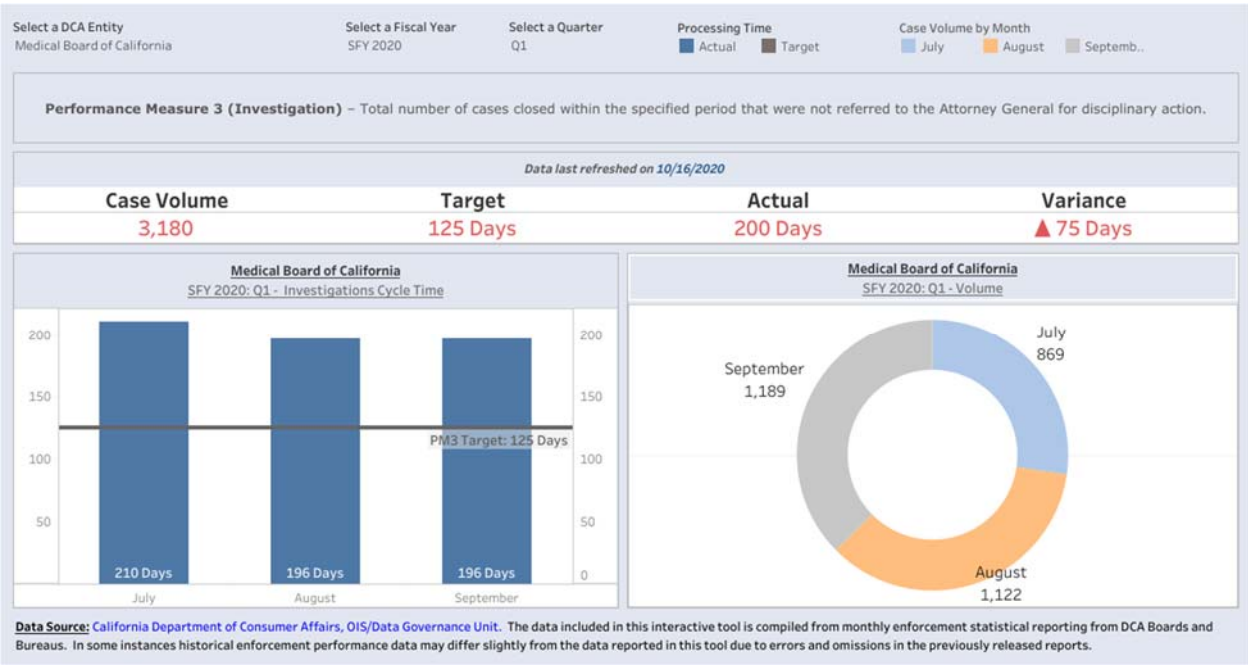 Select a DCA Entity
Medical Board of California
Select a Fiscal Year
SFY 2020
Select a Quarter
Q1
Processing Time
Actual
Target
Case Volume by Month
July
August
Septemb..
Performance Measure 3 (Investigation) – Total number of cases closed within the specified period that were not referred to the Attorney General for disciplinary action.
Data last refreshed on 10/16/2020
Case Volume
Target
Actual
Variance
3,180
125 Days
200 Days
▲ 75 Days
Medical Board of California
SFY 2020: Q1 - Investigations Cycle Time
200
150
100
50
200
150
100
50
0
PM3 Target: 125 Days
210 Days
196 Days
196 Days
July
August
September
Medical Board of California
SFY 2020: Q1 - Volume
July
869
September
1,189
August
1,122
Data Source: California Department of Consumer Affairs, OIS/Data Governance Unit. The data included in this interactive tool is compiled from monthly enforcement statistical reporting from DCA Boards and
Bureaus. In some instances historical enforcement performance data may differ slightly from the data reported in this tool due to errors and omissions in the previously released reports.